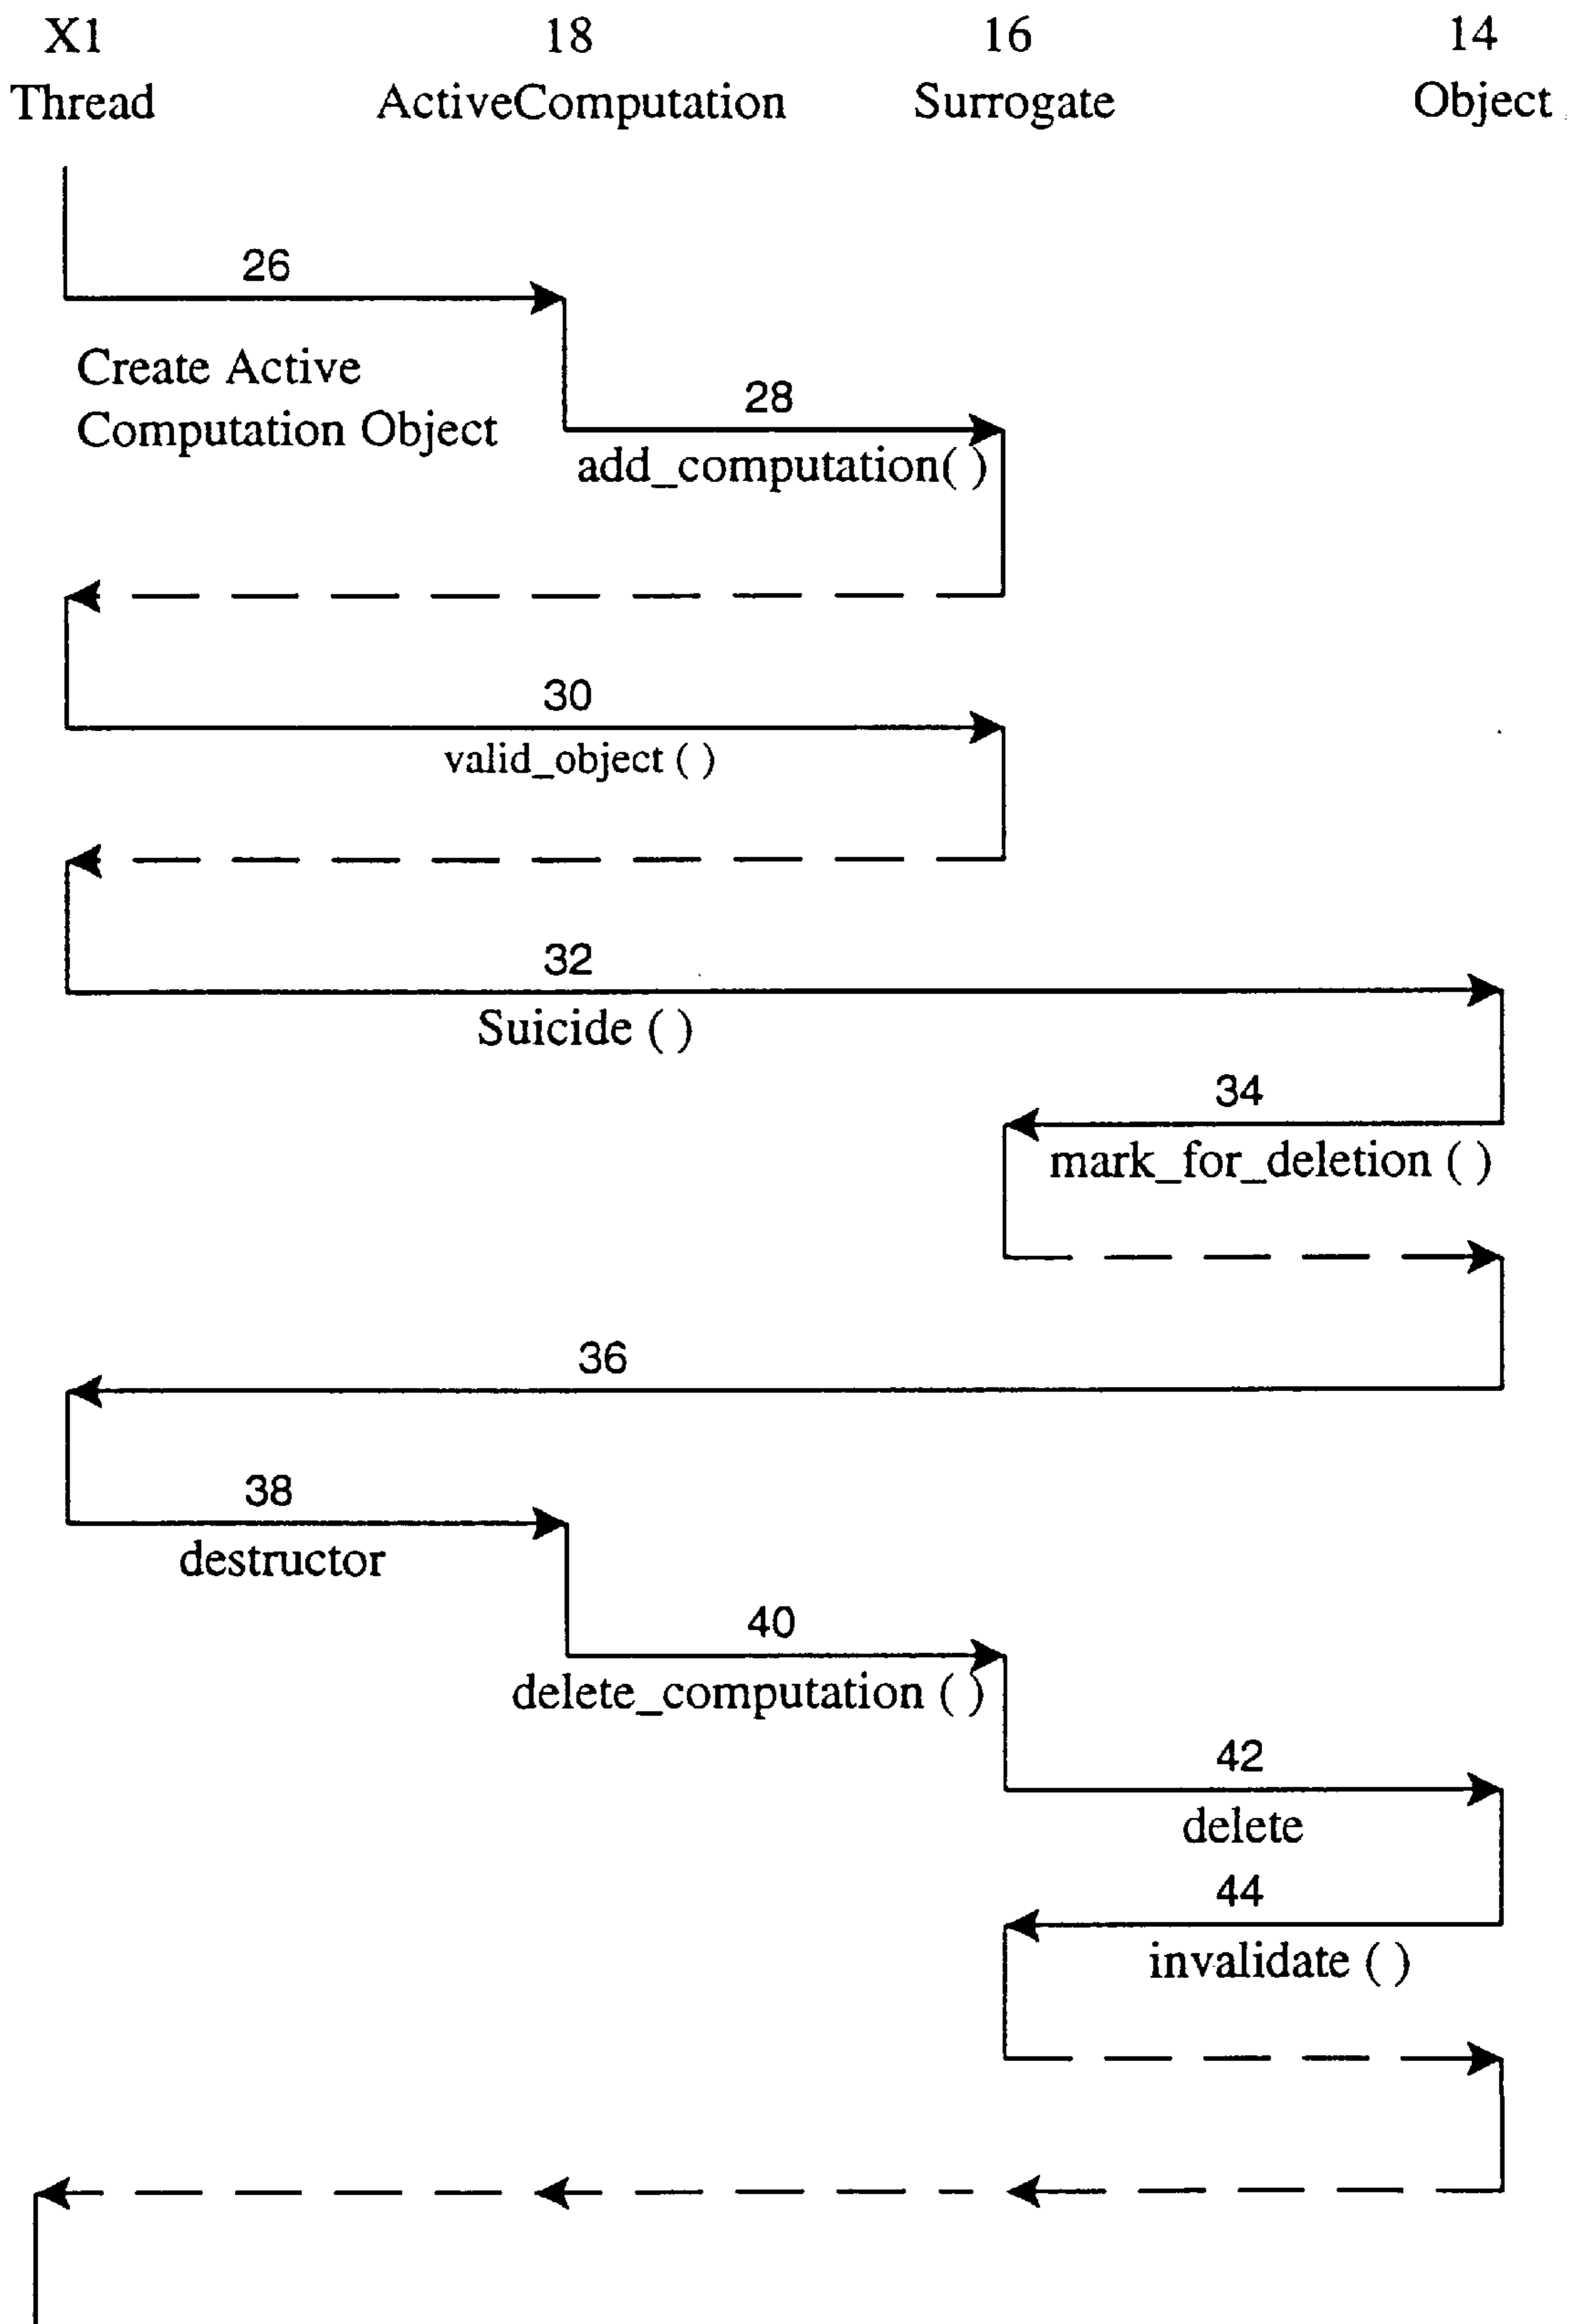 X1 18 16 14
Thread ActiveComputation Surrogate Object
26
Create Active
Computation Object
28
add_computation( )
30
valid_object ( )
32
Suicide ( )
34
mark_for_deletion ( )
36
38
destructor
40
delete_computation ( )
42
delete
44
invalidate ( )